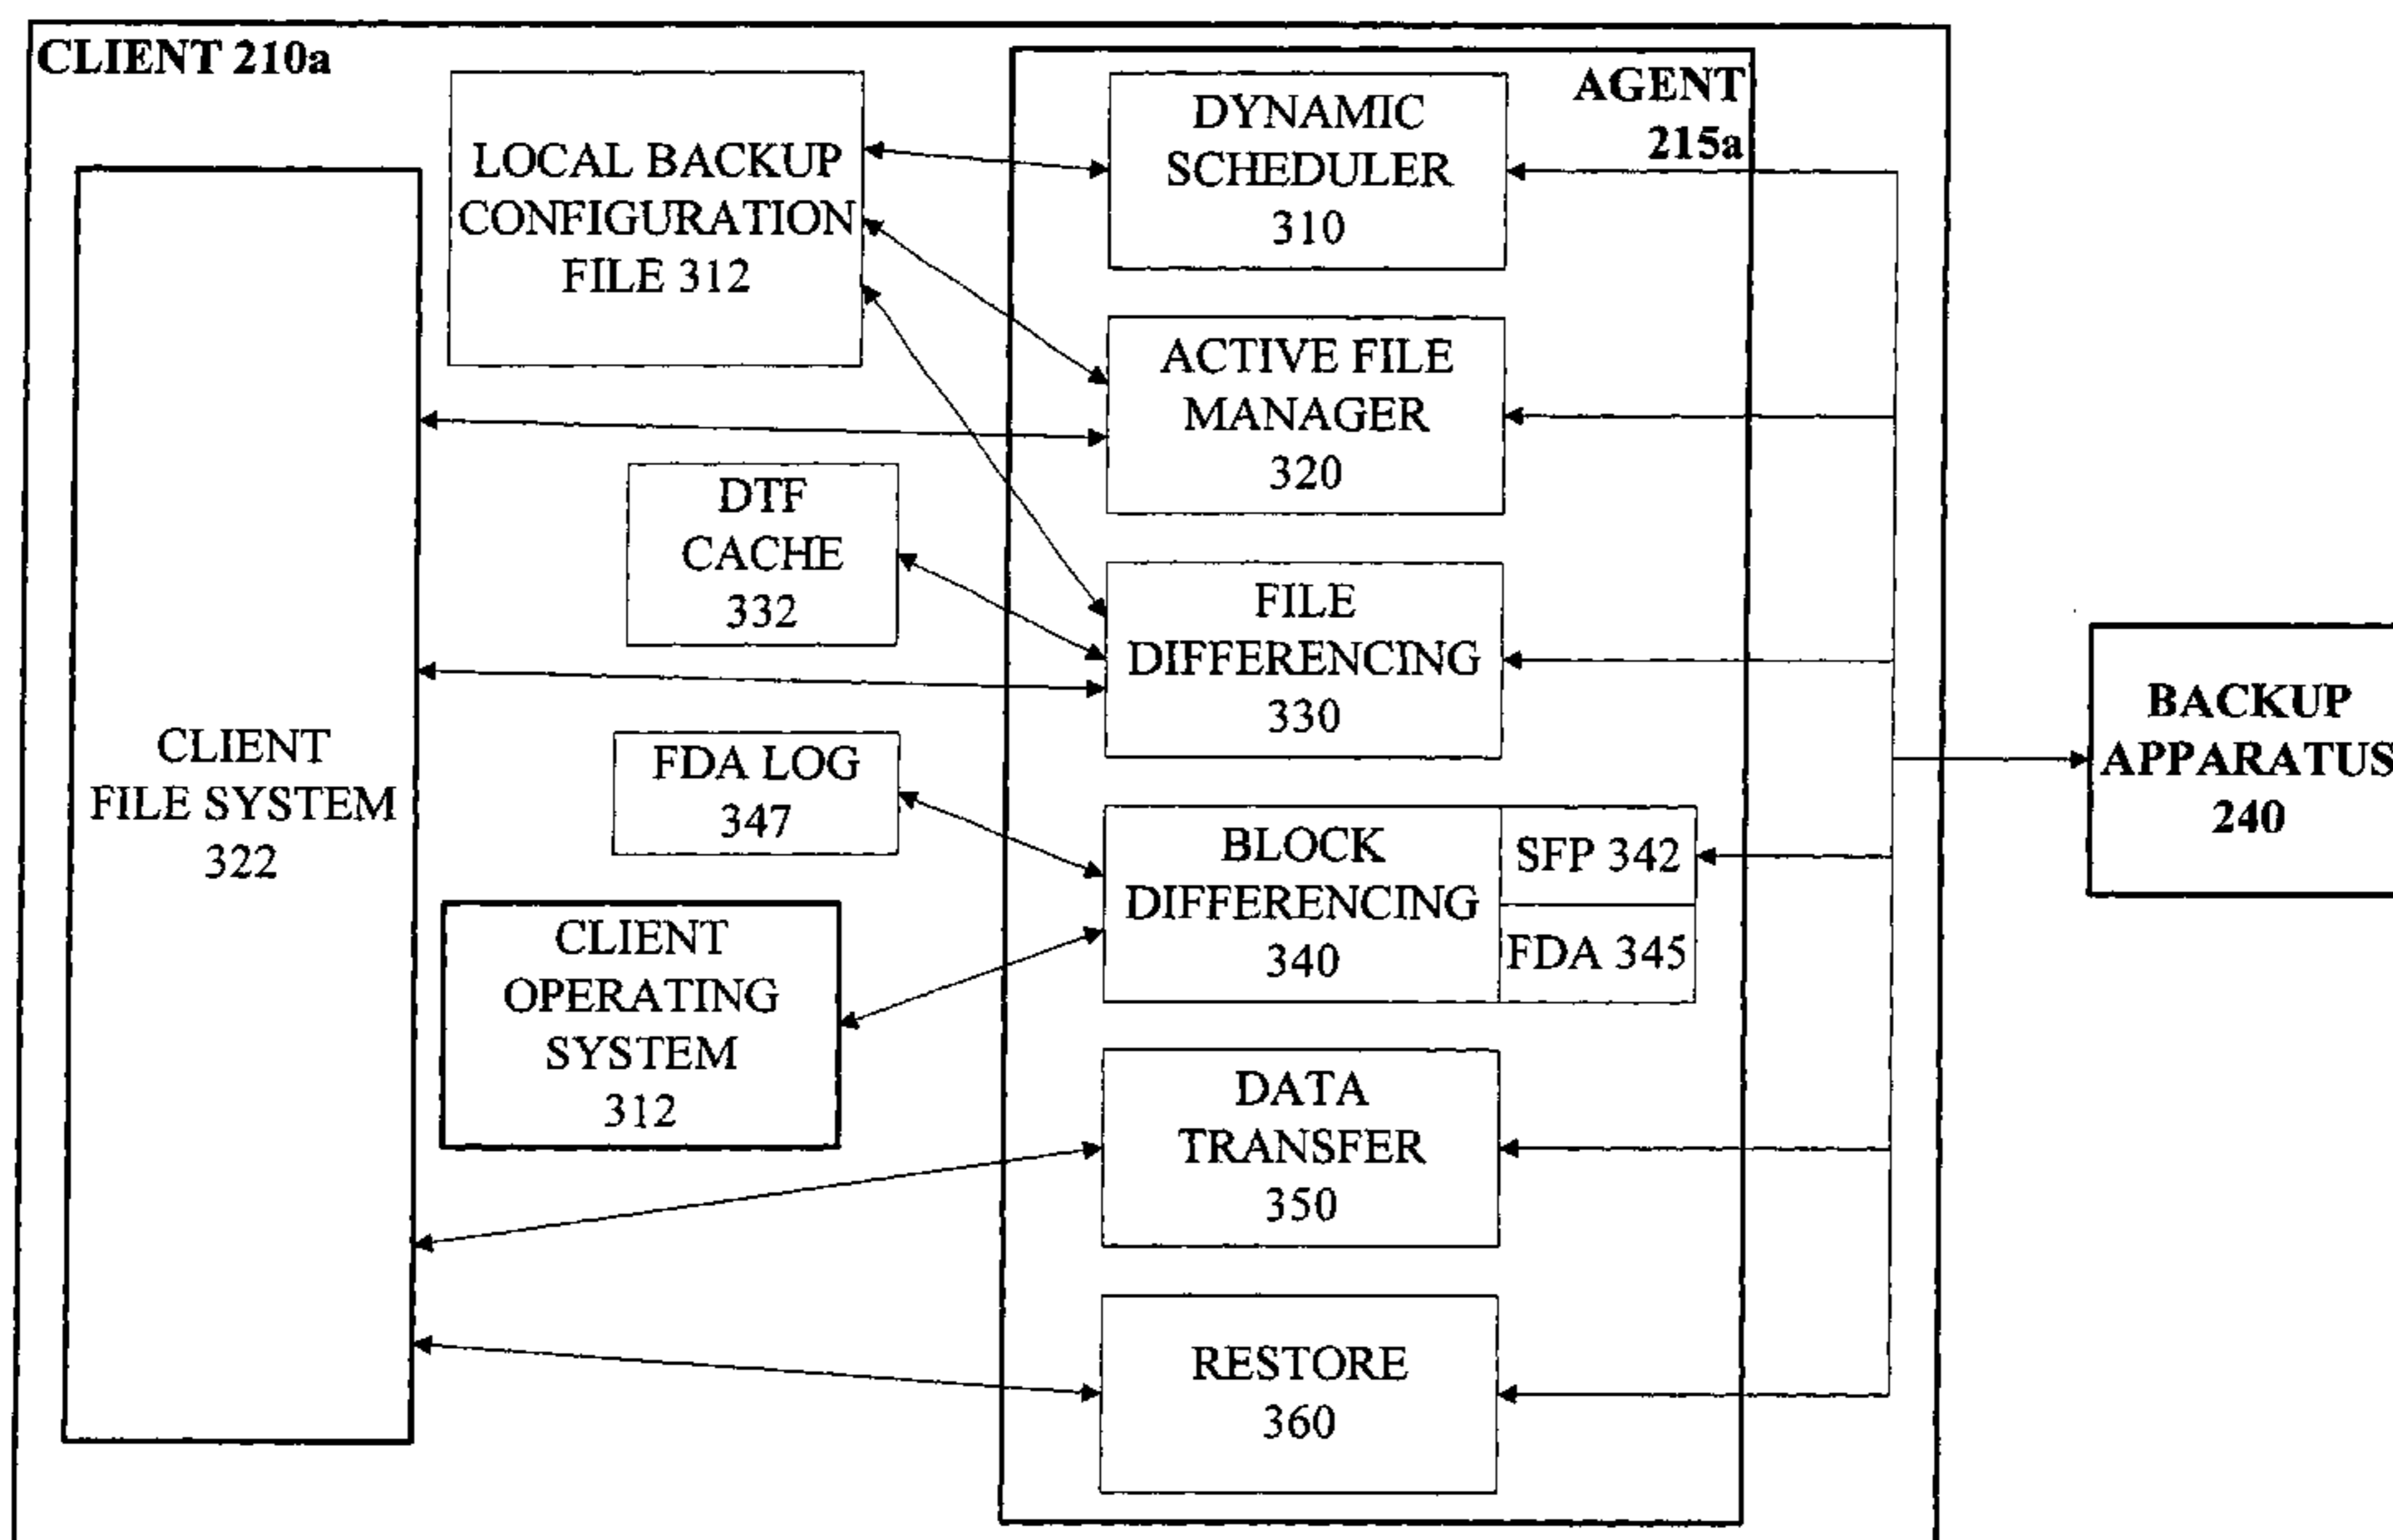 CLIENT 210a
AGENT
215a
LOCAL BACKUP
CONFIGURATION
FILE 312
DYNAMIC
SCHEDULER
310
ACTIVE FILE
MANAGER
320
DTF
CACHE
332
FILE
DIFFERENCING
330
CLIENT
FILE SYSTEM
322
FDA LOG
347
BLOCK
DIFFERENCING
340
SFP 342
FDA 345
CLIENT
OPERATING
SYSTEM
312
DATA
TRANSFER
350
RESTORE
360
BACKUP
APPARATUS
240